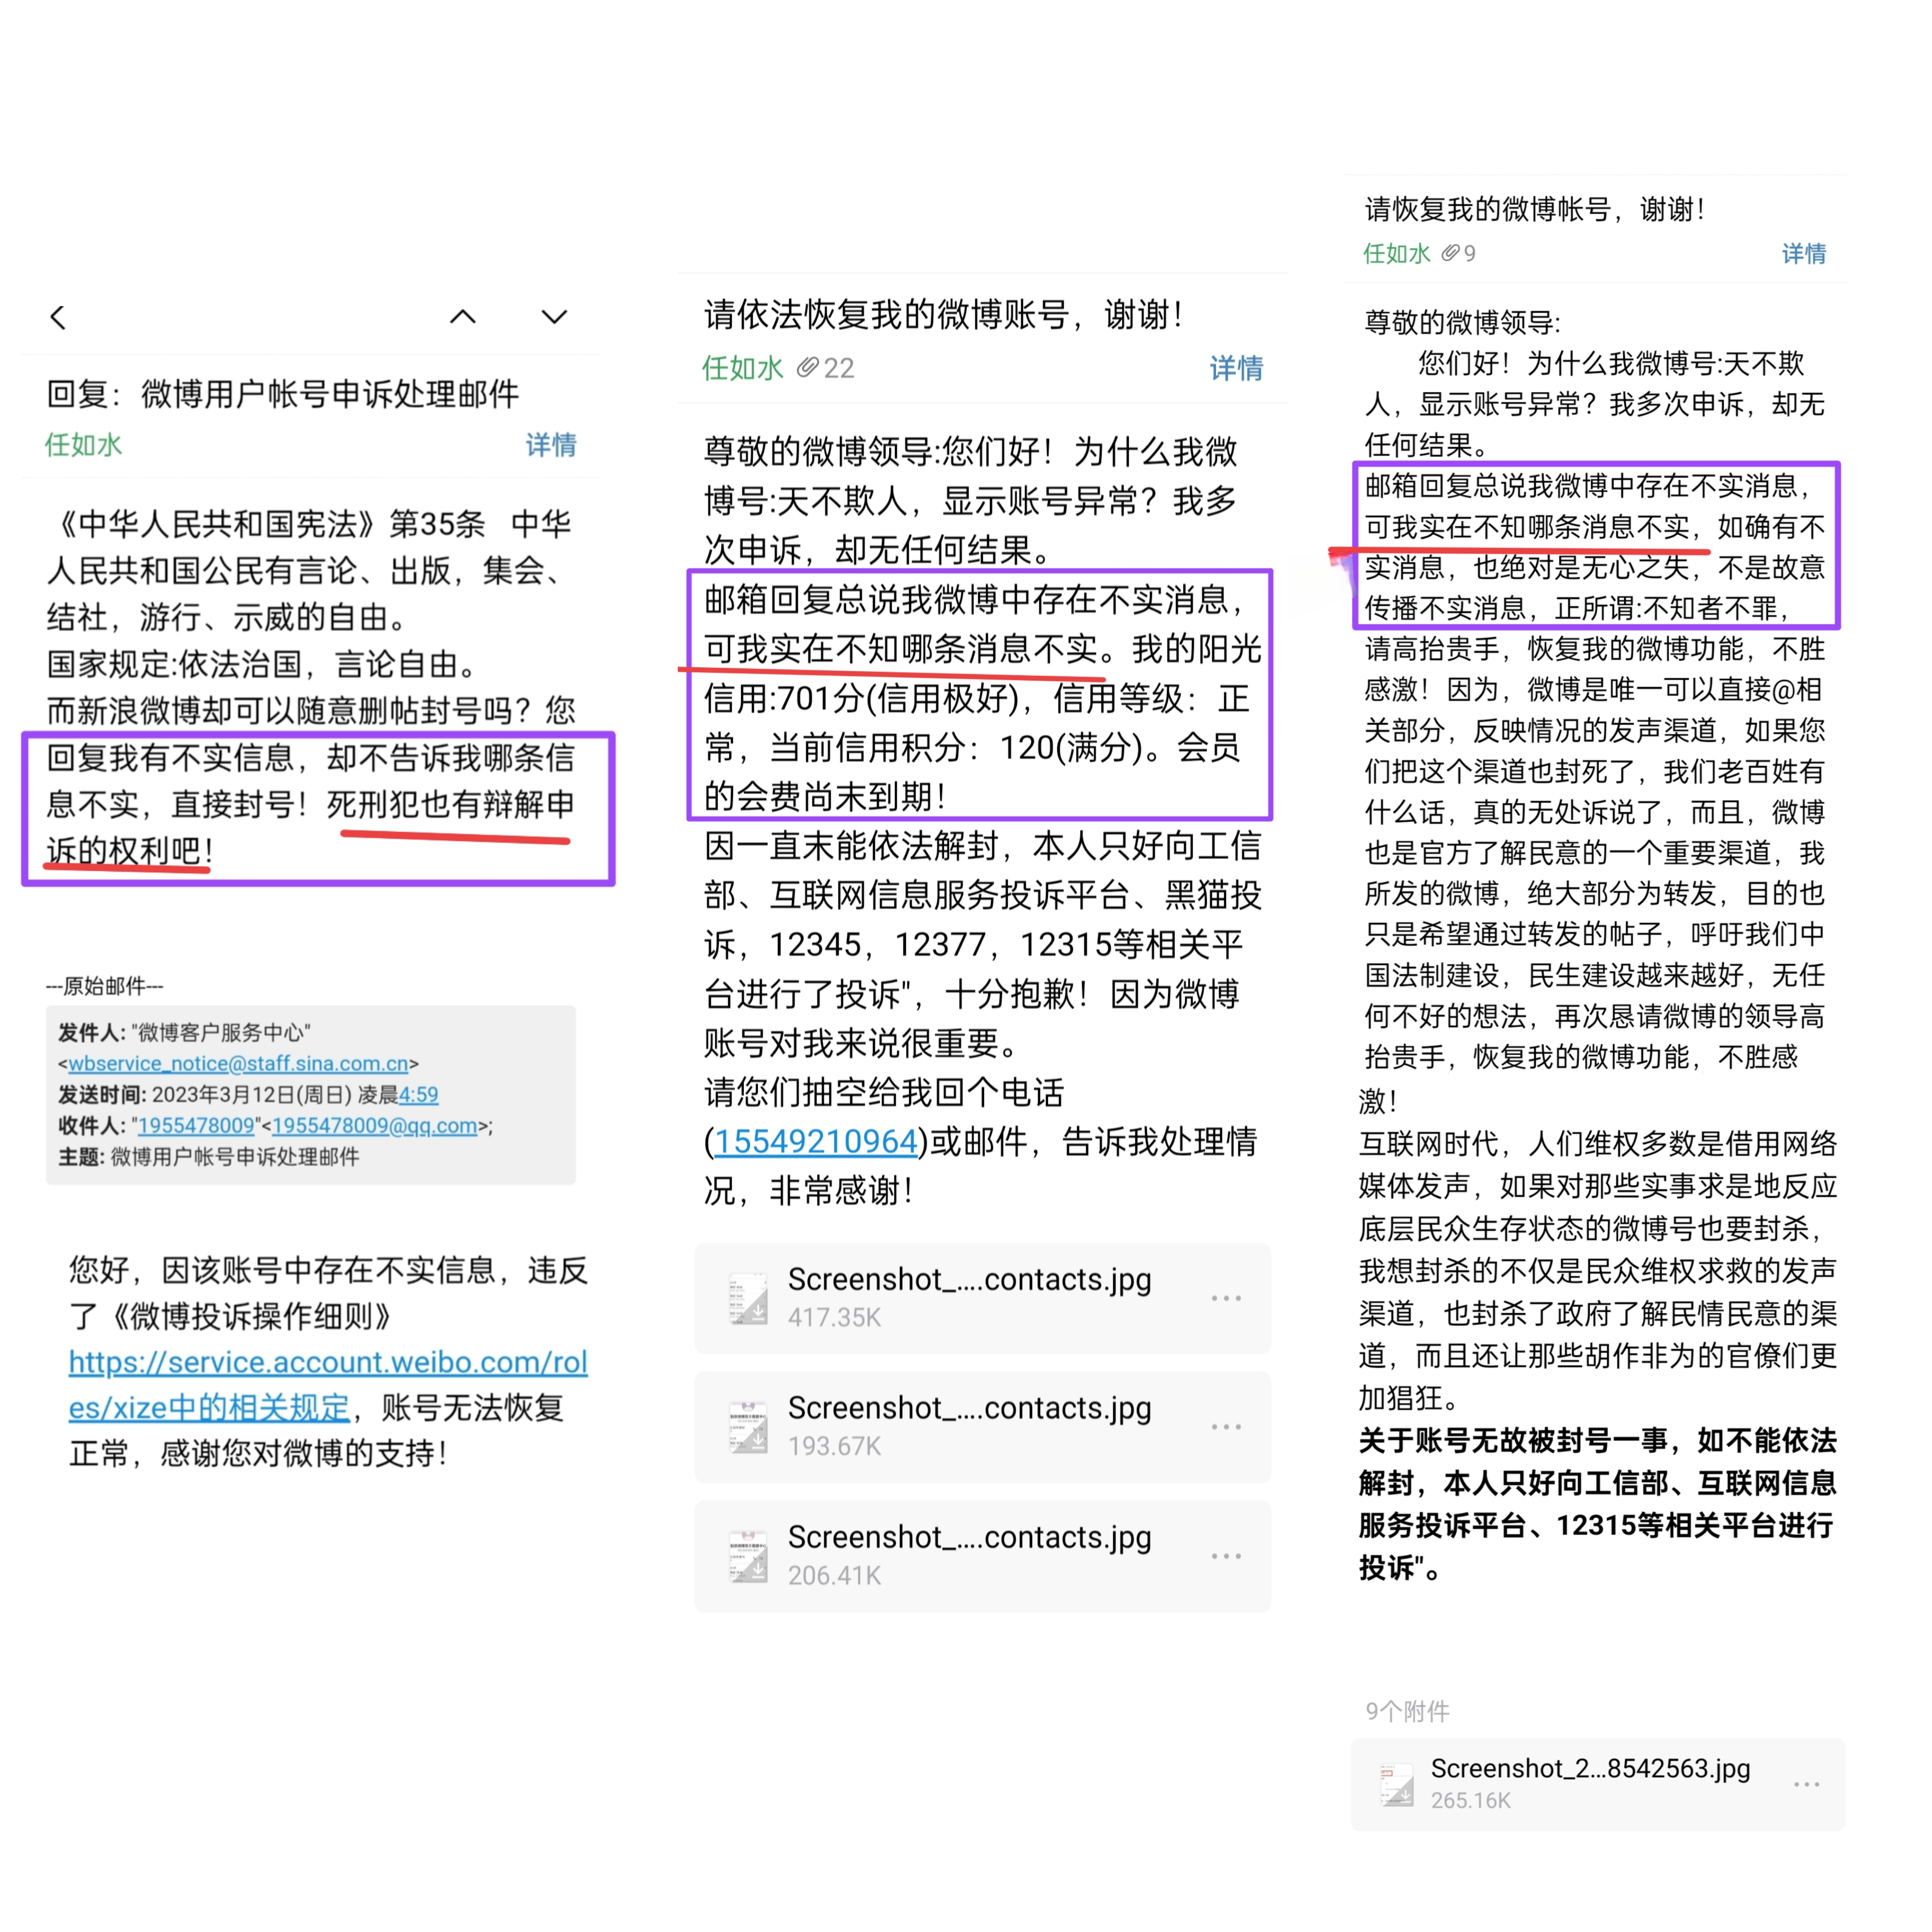 回复：微博用户帐号申诉处理邮件
任如水
详情
《中华人民共和国宪法》第35条 中华
人民共和国公民有言论、出版，集会、
结社，游行、示威的自由。
国家规定:依法治国，言论自由。
而新浪微博却可以随意删帖封号吗？您
回复我有不实信息，却不告诉我哪条信
息不实，直接封号！死刑犯也有辩解申
诉的权利吧！
---原始邮件---
发件人: "微博客户服务中心"
<wbservice_notice@staff.sina.com.cn>
发送时间: 2023年3月12日(周日) 凌晨4:59
收件人: "1955478009"<1955478009@qq.com>;
主题: 微博用户帐号申诉处理邮件
您好，因该账号中存在不实信息，违反
了《微博投诉操作细则》
https://service.account.weibo.com/rol
es/xize中的相关规定，账号无法恢复
正常，感谢您对微博的支持！
请依法恢复我的微博账号，谢谢！
任如水 22
详情
尊敬的微博领导:您们好！为什么我微
博号:天不欺人，显示账号异常？我多
次申诉，却无任何结果。
邮箱回复总说我微博中存在不实消息，
可我实在不知哪条消息不实。我的阳光
信用:701分(信用极好)，信用等级：正
常，当前信用积分：120(满分)。会员
的会费尚末到期！
因一直末能依法解封，本人只好向工信
部、互联网信息服务投诉平台、黑猫投
诉，12345，12377，12315等相关平
台进行了投诉"，十分抱歉！因为微博
账号对我来说很重要。
请您们抽空给我回个电话
(15549210964)或邮件，告诉我处理情
况，非常感谢！
Screenshot_....contacts.jpg
417.35K
Screenshot_....contacts.jpg
193.67K
Screenshot_....contacts.jpg
206.41K
请恢复我的微博帐号，谢谢！
任如水 9
详情
尊敬的微博领导:
您们好！为什么我微博号:天不欺
人，显示账号异常？我多次申诉，却无
任何结果。
邮箱回复总说我微博中存在不实消息，
可我实在不知哪条消息不实，如确有不
实消息，也绝对是无心之失，不是故意
传播不实消息，正所谓:不知者不罪，
请高抬贵手，恢复我的微博功能，不胜
感激！因为，微博是唯一可以直接@相
关部分，反映情况的发声渠道，如果您
们把这个渠道也封死了，我们老百姓有
什么话，真的无处诉说了，而且，微博
也是官方了解民意的一个重要渠道，我
所发的微博，绝大部分为转发，目的也
只是希望通过转发的帖子，呼吁我们中
国法制建设，民生建设越来越好，无任
何不好的想法，再次恳请微博的领导高
抬贵手，恢复我的微博功能，不胜感
激！
互联网时代，人们维权多数是借用网络
媒体发声，如果对那些实事求是地反应
底层民众生存状态的微博号也要封杀，
我想封杀的不仅是民众维权求救的发声
渠道，也封杀了政府了解民情民意的渠
道，而且还让那些胡作非为的官僚们更
加猖狂。
关于账号无故被封号一事，如不能依法
解封，本人只好向工信部、互联网信息
服务投诉平台、12315等相关平台进行
投诉"。
9个附件
Screenshot_2...8542563.jpg
265.16K